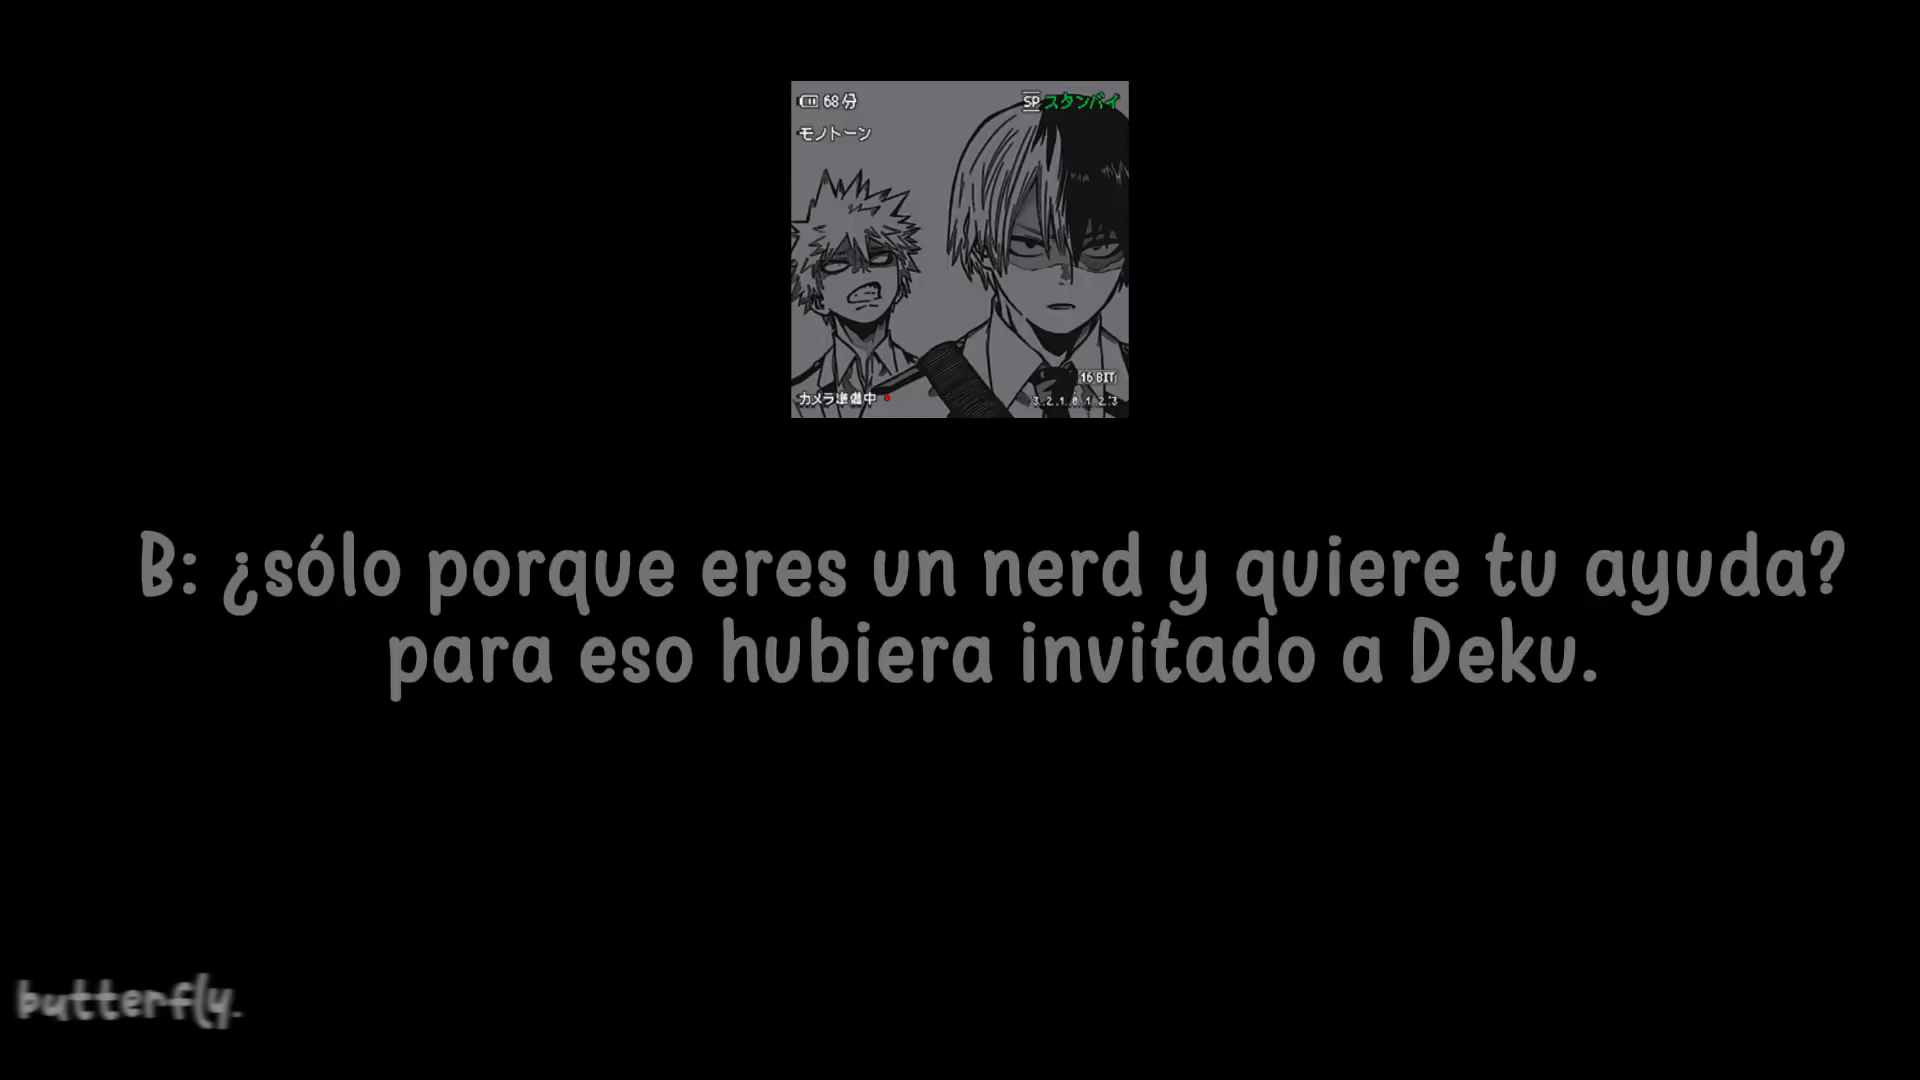 68分
SP スタンバイ
モノトーン
16 BIT
カメラ準備中
B: ¿sólo porque eres un nerd y quiere tu ayuda?
para eso hubiera invitado a Deku.
butterfly.